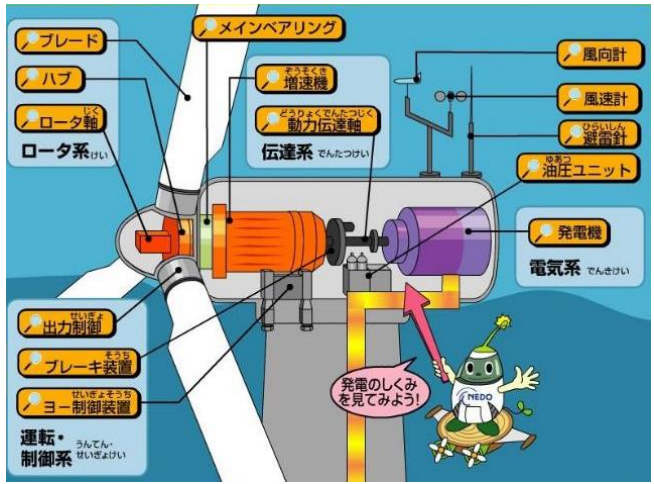 ブレード
ハブ
じく
ロータ軸
ロータ系けい
メインベアリング
ぞうそくき
増速機
どうりょくでんたつじく
動力伝達軸
伝達系 でんたつけい
風向計
風速計
ひらいしん
避雷針
ゆあつ
油圧ユニット
発電機
電気系 でんきけい
せいぎょ
出力制御
そうち
ブレーキ装置
せいぎょそうち
ヨー制御装置
運転・
制御系
うんてん・
せいぎょけい
発電のしくみ
を見てみよう!
NEDO